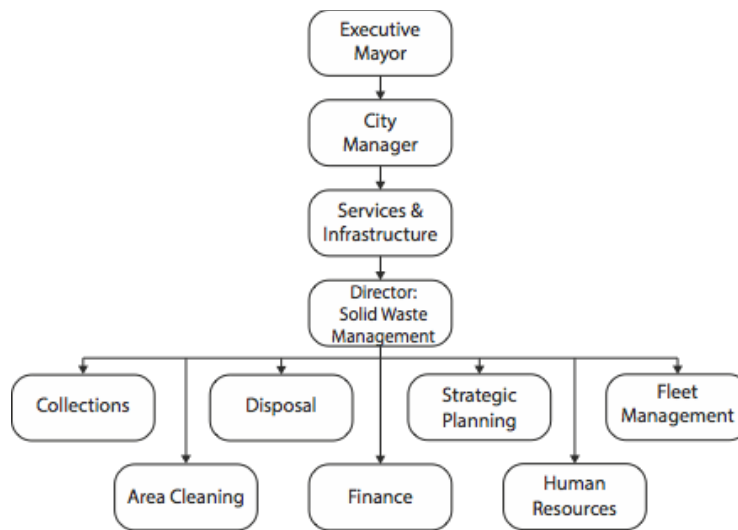 Executive
Mayor
City
Manager
Services &
Infrastructure
Director:
Solid Waste
Management
Collections
Disposal
Strategic
Planning
Fleet
Management
Area Cleaning
Finance
Human
Resources